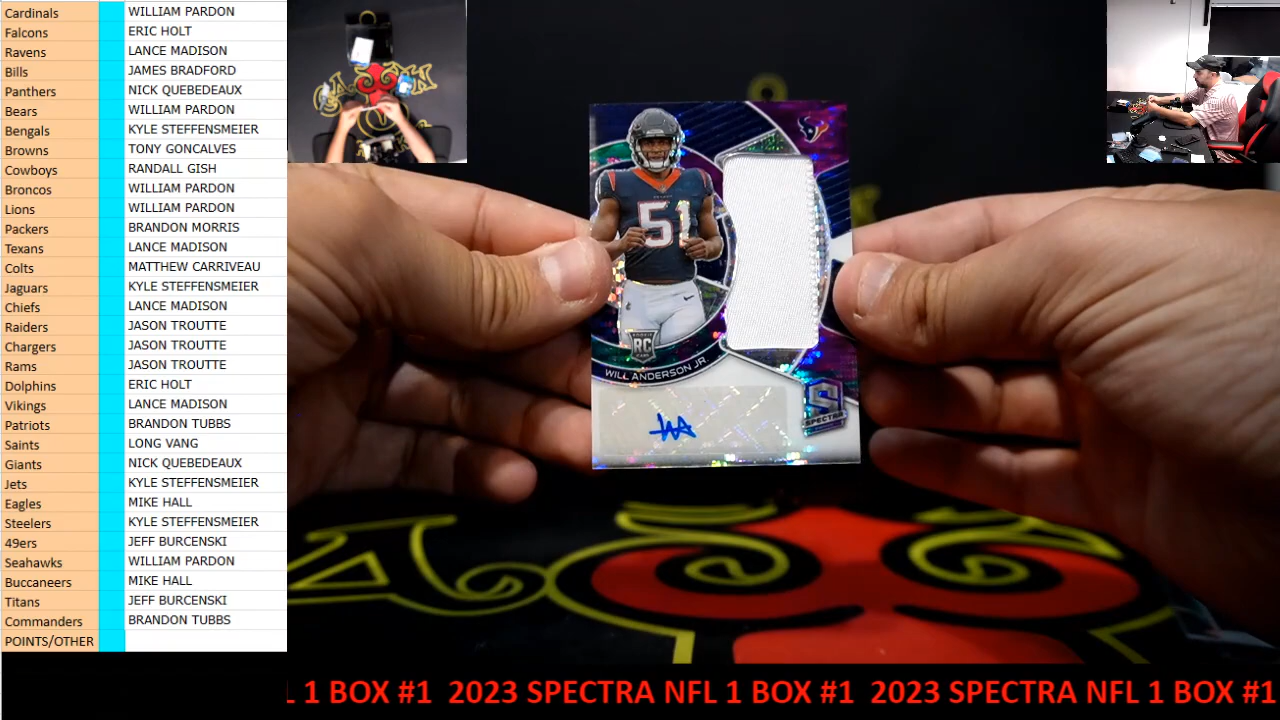 Cardinals WILLIAM PARDON
Falcons ERIC HOLT
Ravens LANCE MADISON
Bills JAMES BRADFORD
Panthers NICK QUEBEDEAUX
Bears WILLIAM PARDON
Bengals KYLE STEFFENSMEIER
Browns TONY GONCALVES
Cowboys RANDALL GISH
Broncos WILLIAM PARDON
Lions WILLIAM PARDON
Packers BRANDON MORRIS
Texans LANCE MADISON
Colts MATTHEW CARRIVEAU
Jaguars KYLE STEFFENSMEIER
Chiefs LANCE MADISON
Raiders JASON TROUTTE
Chargers JASON TROUTTE
Rams JASON TROUTTE
Dolphins ERIC HOLT
Vikings LANCE MADISON
Patriots BRANDON TUBBS
Saints LONG VANG
Giants NICK QUEBEDEAUX
Jets KYLE STEFFENSMEIER
Eagles MIKE HALL
Steelers KYLE STEFFENSMEIER
49ers JEFF BURCENSKI
Seahawks WILLIAM PARDON
Buccaneers MIKE HALL
Titans JEFF BURCENSKI
Commanders BRANDON TUBBS
POINTS/OTHER
51
ROOKIE
RC
WILL ANDERSON JR.
SPECTRA
WA
L 1 BOX #1 2023 SPECTRA NFL 1 BOX #1 2023 SPECTRA NFL 1 BOX #1